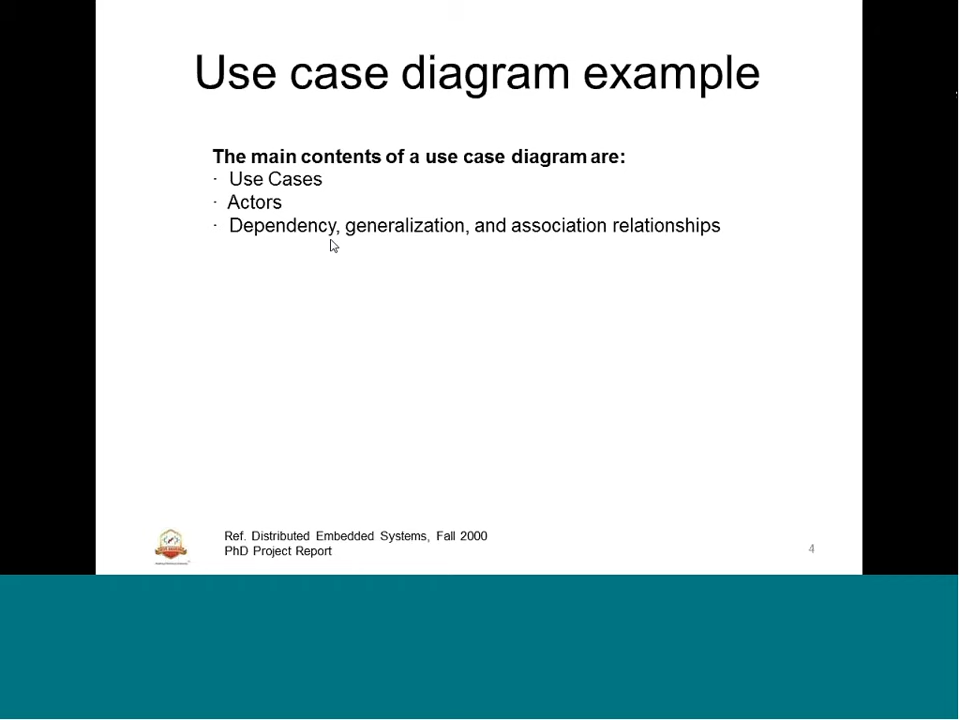 Use case diagram example
The main contents of a use case diagram are:
· Use Cases
· Actors
· Dependency, generalization, and association relationships
Ref. Distributed Embedded Systems, Fall 2000
PhD Project Report
4